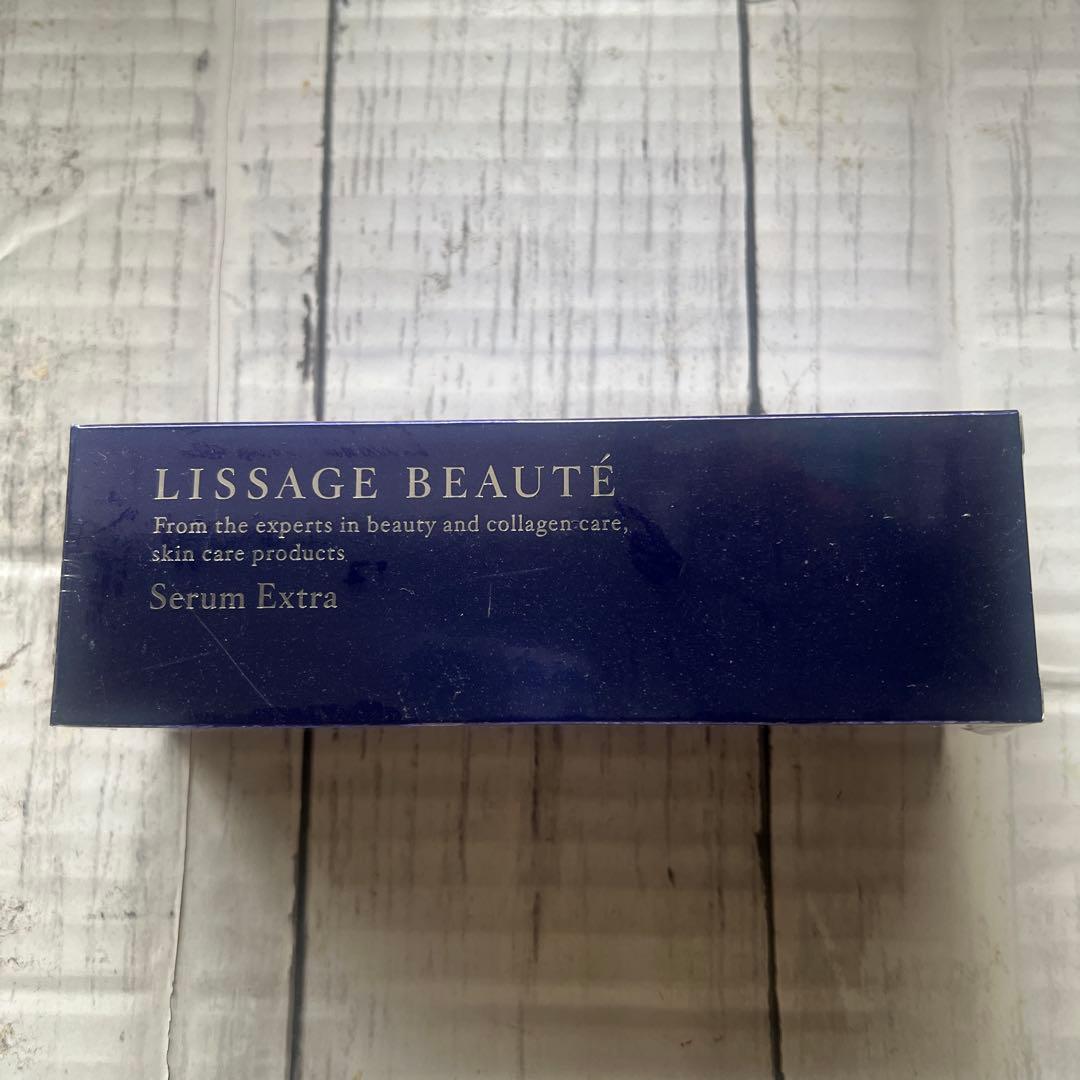 LISSAGE BEAUTÉ
From the experts in beauty and collagen care,
skin care products
Serum Extra